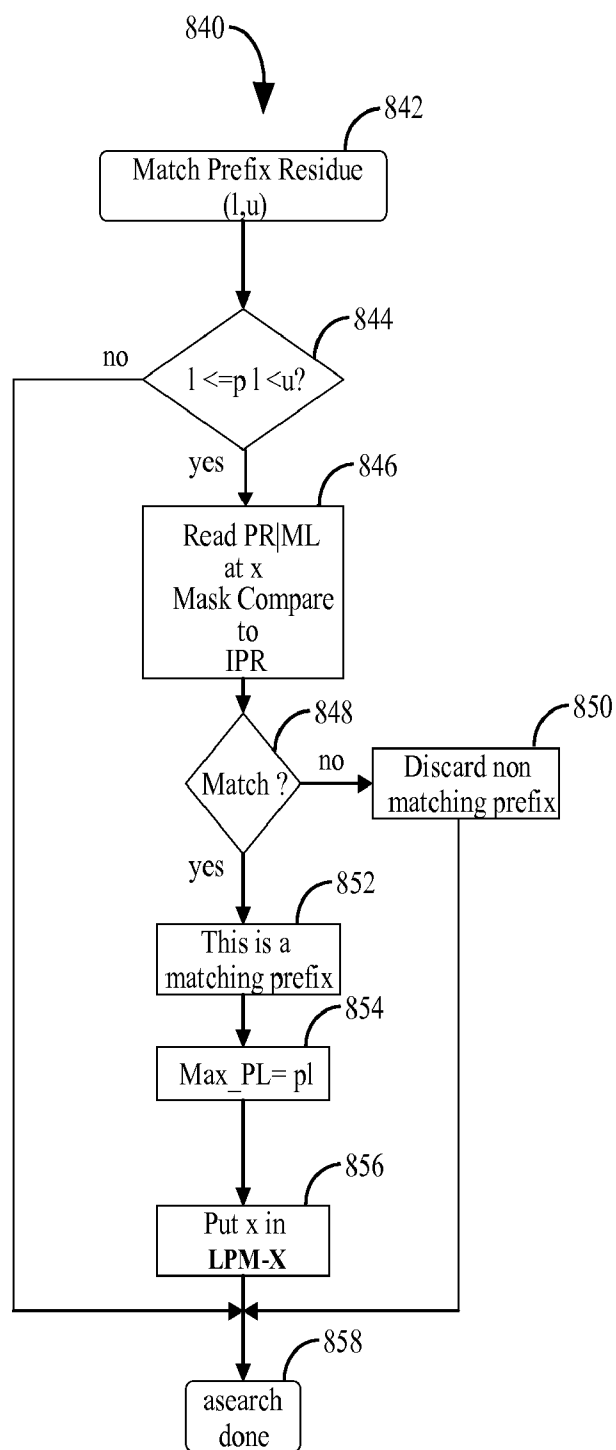 840
842
Match Prefix Residue
(l,u)
844
no
l <=p l <u?
yes
846
Read PR|ML
at x
Mask Compare
to
IPR
848
850
Match ?
no
Discard non
matching prefix
yes
852
This is a
matching prefix
854
Max_PL= pl
856
Put x in
LPM-X
858
asearch
done